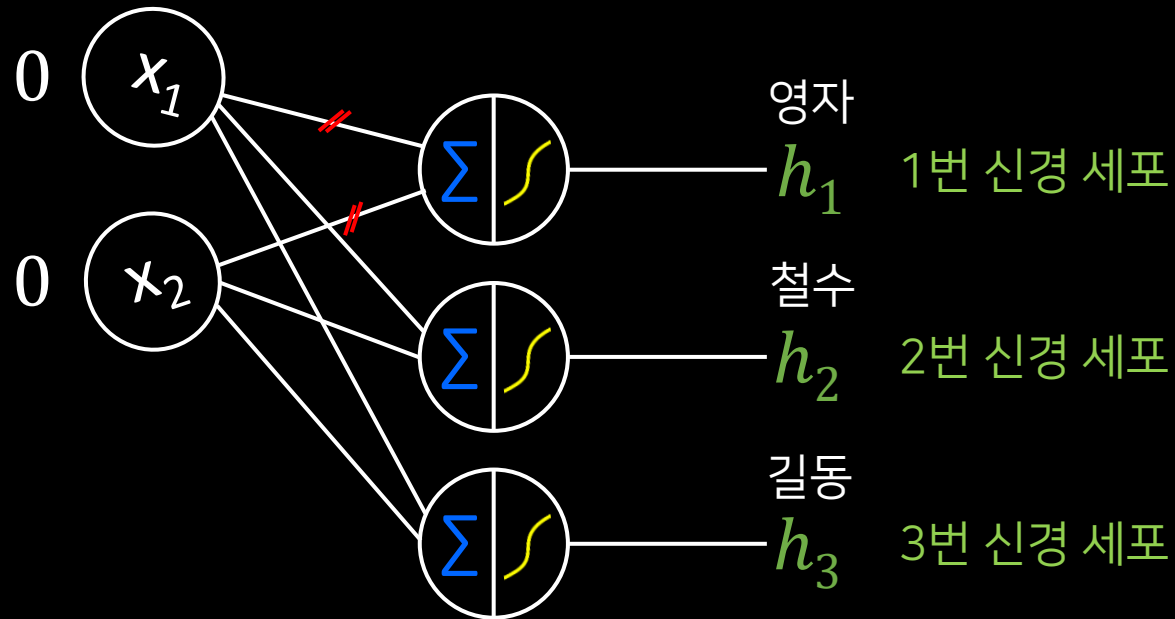 0 x1
영자
Σ h1 1번 신경 세포
0 x2
철수
Σ h2 2번 신경 세포
길동
Σ h3 3번 신경 세포